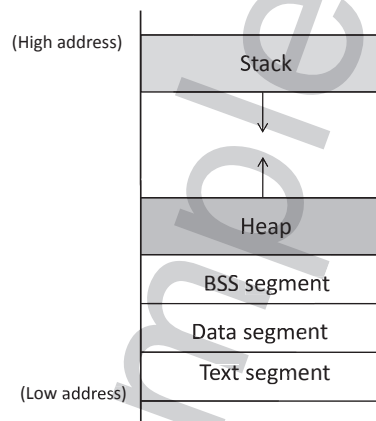 (High address)
Stack
Heap
BSS segment
Data segment
Text segment
(Low address)